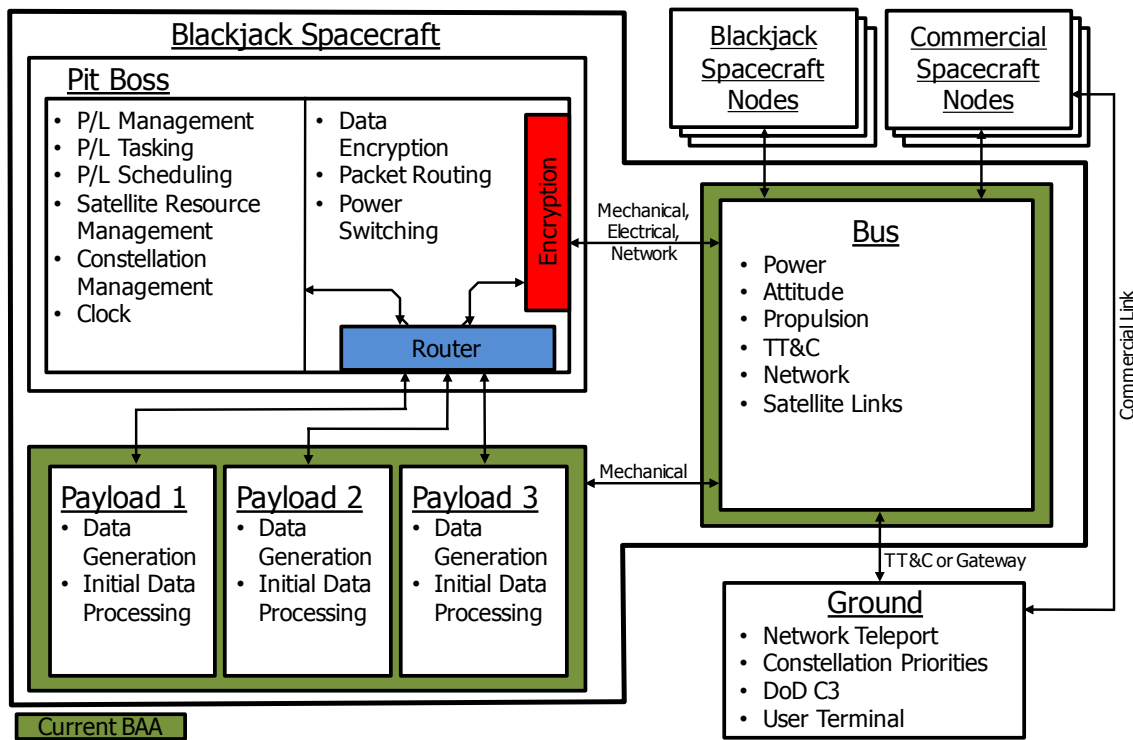 Blackjack Spacecraft
Pit Boss
• P/L Management
• P/L Tasking
• P/L Scheduling
• Satellite Resource
Management
• Constellation
Management
• Clock
• Data
Encryption
• Packet Routing
• Power
Switching
Encryption
Router
Payload 1
• Data
Generation
• Initial Data
Processing
Payload 2
• Data
Generation
• Initial Data
Processing
Payload 3
• Data
Generation
• Initial Data
Processing
Current BAA
Mechanical,
Electrical,
Network
Mechanical
Blackjack
Spacecraft
Nodes
Commercial
Spacecraft
Nodes
Bus
• Power
• Attitude
• Propulsion
• TT&C
• Network
• Satellite Links
Commercial Link
TT&C or Gateway
Ground
• Network Teleport
• Constellation Priorities
• DoD C3
• User Terminal